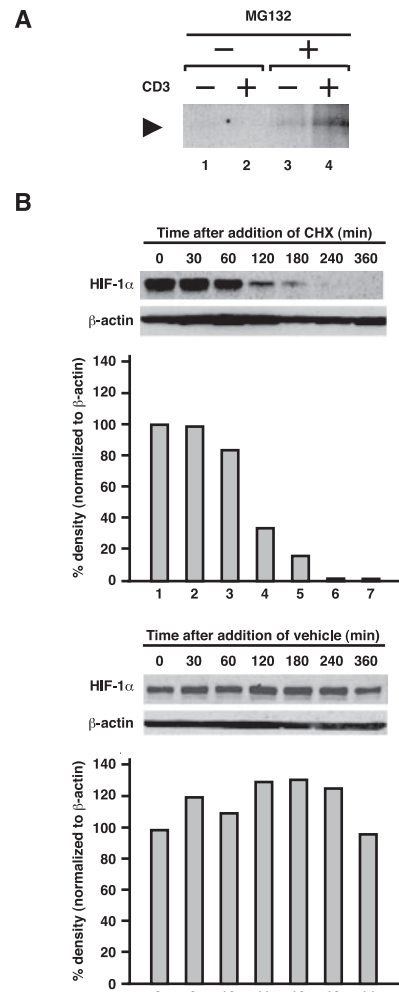 A
MG132
− +
CD3 − + − +
1 2 3 4
B
Time after addition of CHX (min)
0 30 60 120 180 240 360
HIF-1α
β-actin
% density (normalized to β-actin)
140
120
100
80
60
40
20
0
1 2 3 4 5 6 7
Time after addition of vehicle (min)
0 30 60 120 180 240 360
HIF-1α
β-actin
% density (normalized to β-actin)
140
120
100
80
60
40
20
0